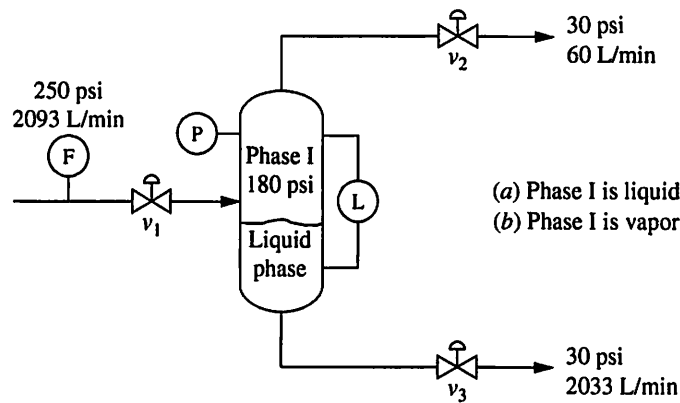 30 psi
60 L/min
v2
250 psi
2093 L/min
F
P
Phase I
180 psi
L
v1
(a) Phase I is liquid
(b) Phase I is vapor
Liquid
phase
30 psi
2033 L/min
v3